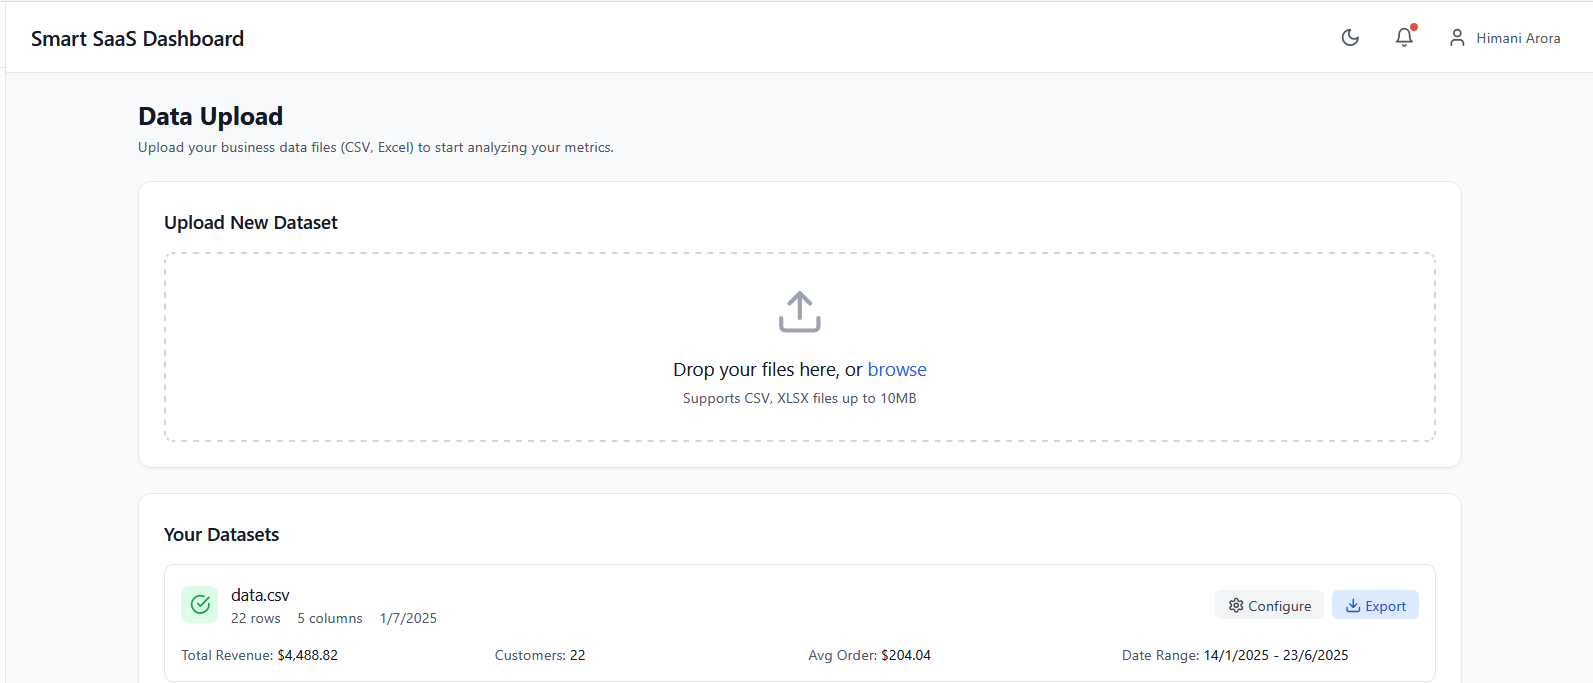 Smart SaaS Dashboard
Himani Arora
Data Upload
Upload your business data files (CSV, Excel) to start analyzing your metrics.
Upload New Dataset
Drop your files here, or browse
Supports CSV, XLSX files up to 10MB
Your Datasets
data.csv
22 rows 5 columns 1/7/2025
Configure
Export
Total Revenue: $4,488.82 Customers: 22 Avg Order: $204.04 Date Range: 14/1/2025 - 23/6/2025